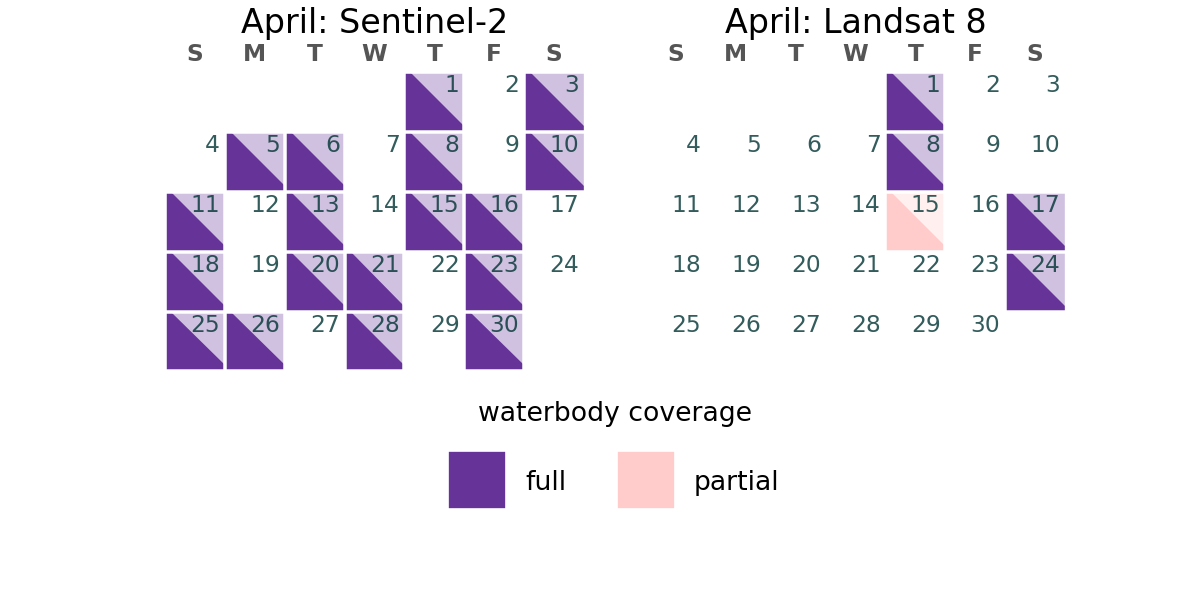 April: Sentinel-2
S M T W T F S
1 2 3
4 5 6 7 8 9 10
11 12 13 14 15 16 17
18 19 20 21 22 23 24
25 26 27 28 29 30
April: Landsat 8
S M T W T F S
1 2 3
4 5 6 7 8 9 10
11 12 13 14 15 16 17
18 19 20 21 22 23 24
25 26 27 28 29 30
waterbody coverage
full partial